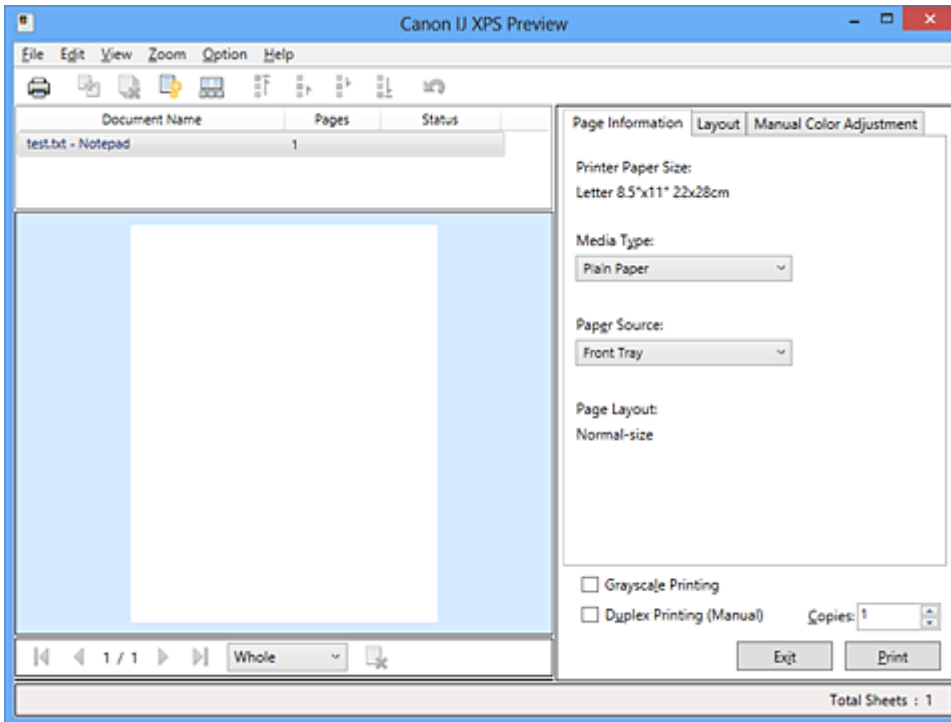 Canon IJ XPS Preview
File Edit View Zoom Option Help
Document Name Pages Status
test.txt - Notepad 1
Page Information Layout Manual Color Adjustment
Printer Paper Size:
Letter 8.5"x11" 22x28cm
Media Type:
Plain Paper
Paper Source:
Front Tray
Page Layout:
Normal-size
Grayscale Printing
Duplex Printing (Manual) Copies: 1
1 / 1 Whole
Exit Print
Total Sheets : 1